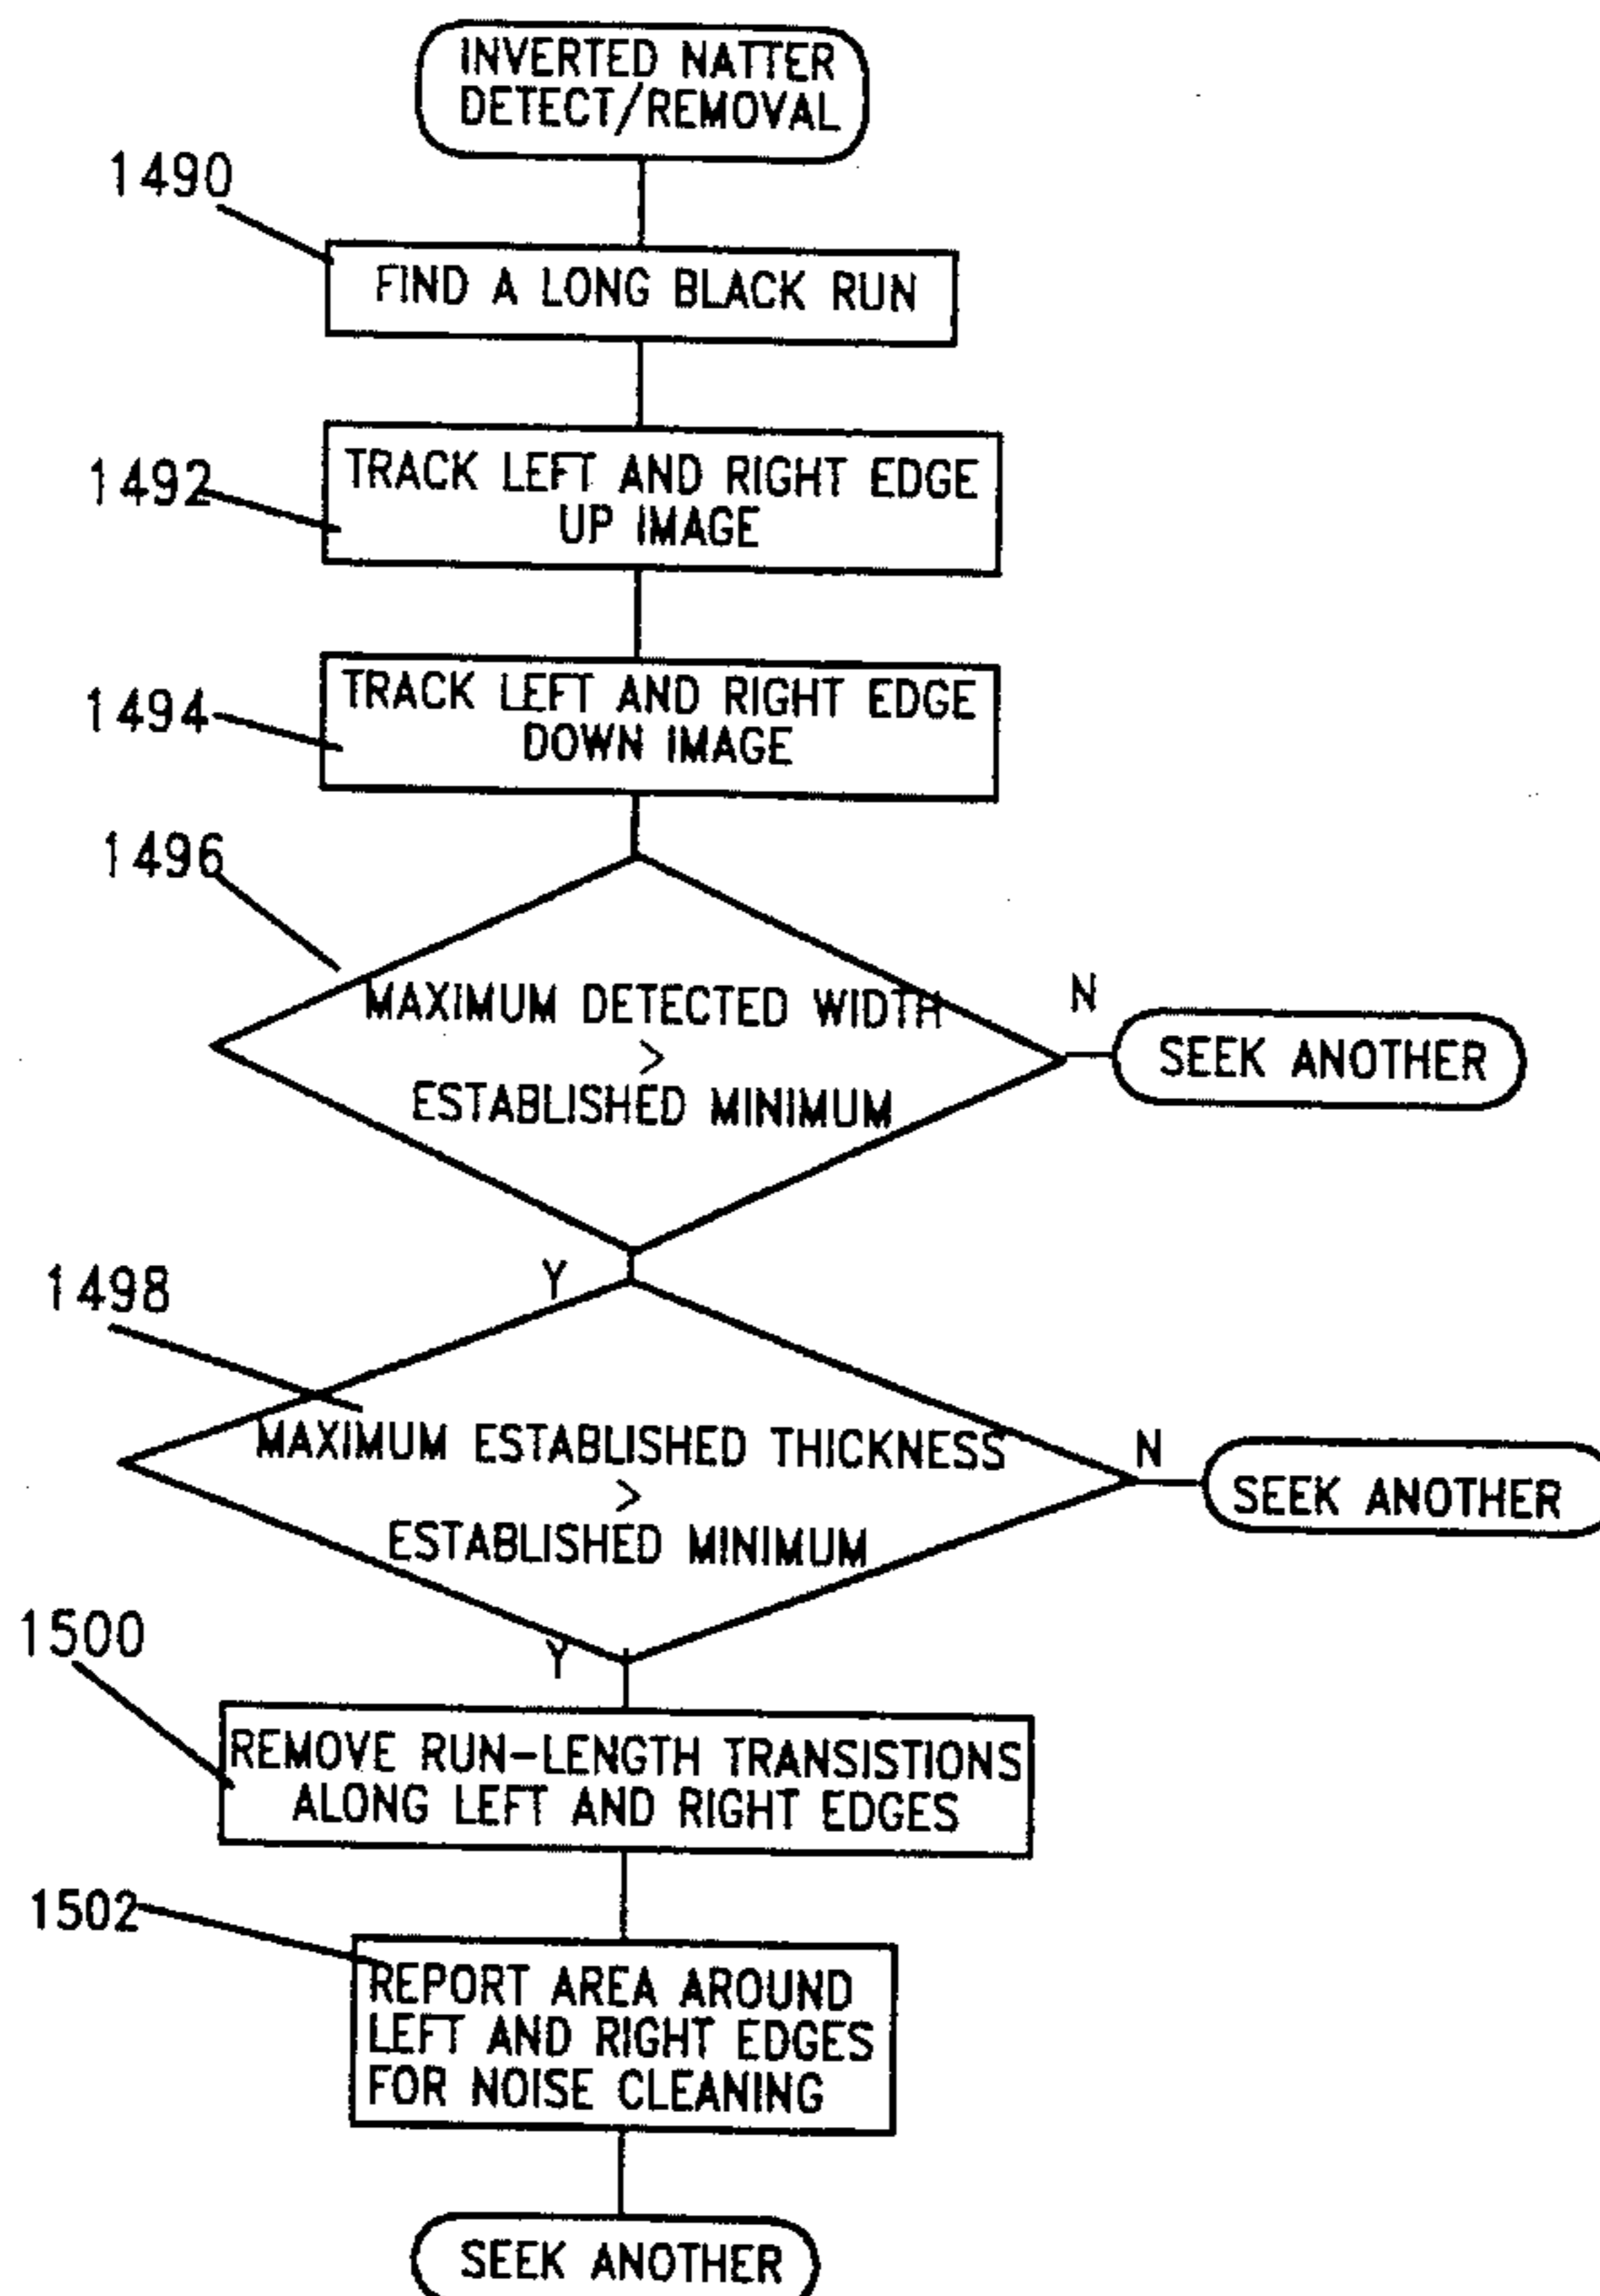 INVERTED NATTER
DETECT/REMOVAL
1490
FIND A LONG BLACK RUN
1492
TRACK LEFT AND RIGHT EDGE
UP IMAGE
1494
TRACK LEFT AND RIGHT EDGE
DOWN IMAGE
1496
MAXIMUM DETECTED WIDTH
>
ESTABLISHED MINIMUM
N
SEEK ANOTHER
Y
1498
MAXIMUM ESTABLISHED THICKNESS
>
ESTABLISHED MINIMUM
N
SEEK ANOTHER
Y
1500
REMOVE RUN-LENGTH TRANSISTIONS
ALONG LEFT AND RIGHT EDGES
1502
REPORT AREA AROUND
LEFT AND RIGHT EDGES
FOR NOISE CLEANING
SEEK ANOTHER